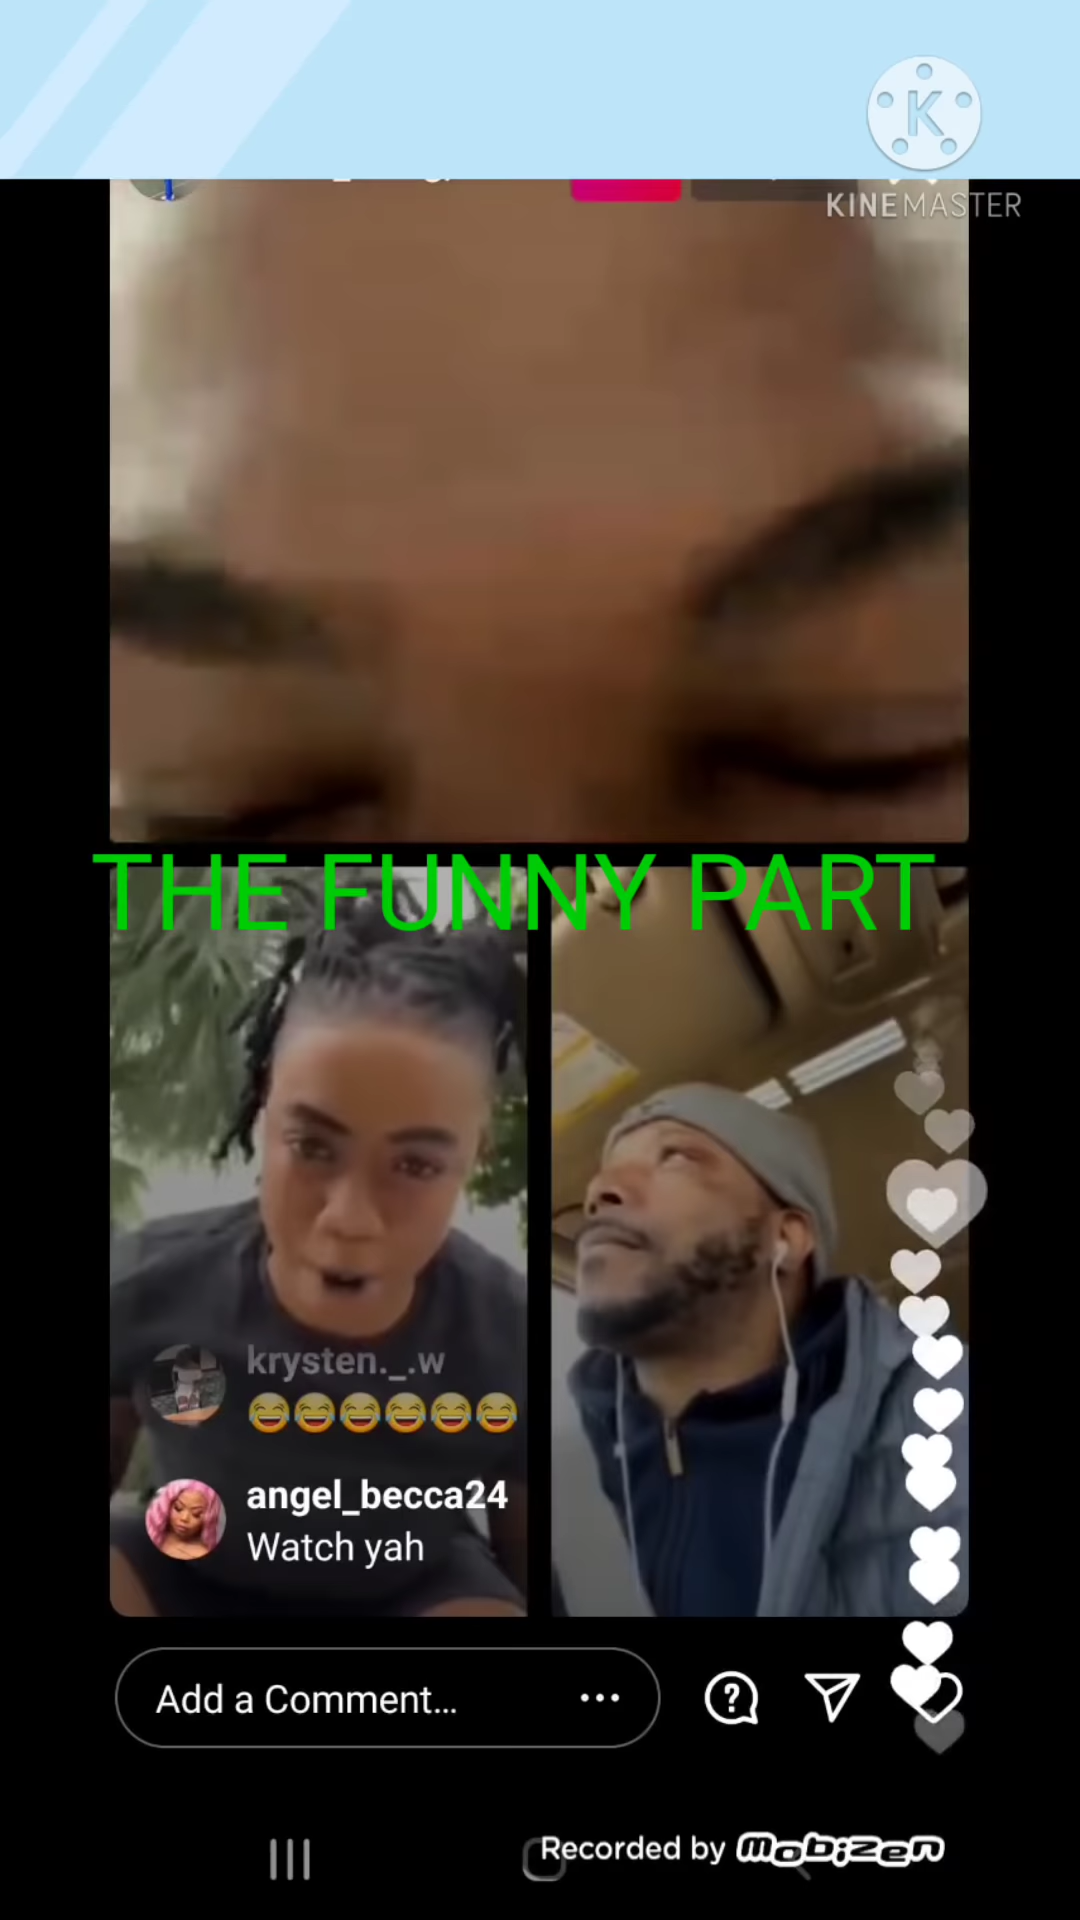 K
KINEMASTER
THE FUNNY PART
krysten._.w
😂😂😂😂😂😂
angel_becca24
Watch yah
Add a Comment...
Recorded by mobizen